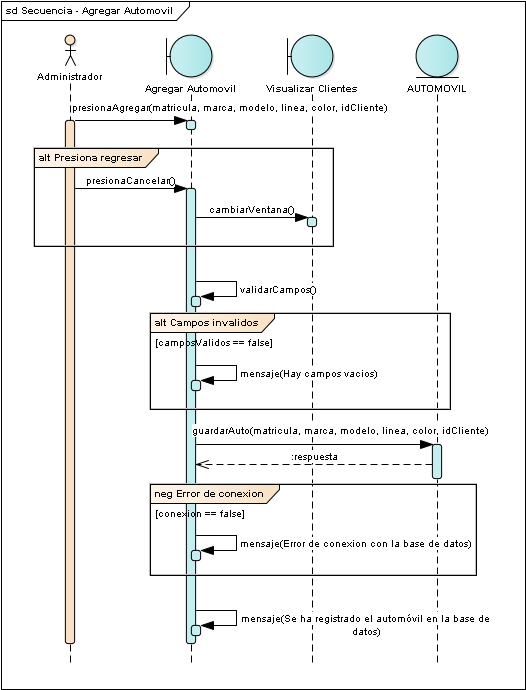 sd Secuencia - Agregar Automovil
Administrador
Agregar Automovil
Visualizar Clientes
AUTOMOVIL
presionaAgregar(matricula, marca, modelo, linea, color, idCliente)
alt Presiona regresar
presionaCancelar()
cambiarVentana()
validarCampos()
alt Campos invalidos
[camposValidos == false]
mensaje(Hay campos vacios)
guardarAuto(matricula, marca, modelo, linea, color, idCliente)
:respuesta
neg Error de conexion
[conexion == false]
mensaje(Error de conexion con la base de datos)
mensaje(Se ha registrado el automóvil en la base de
datos)